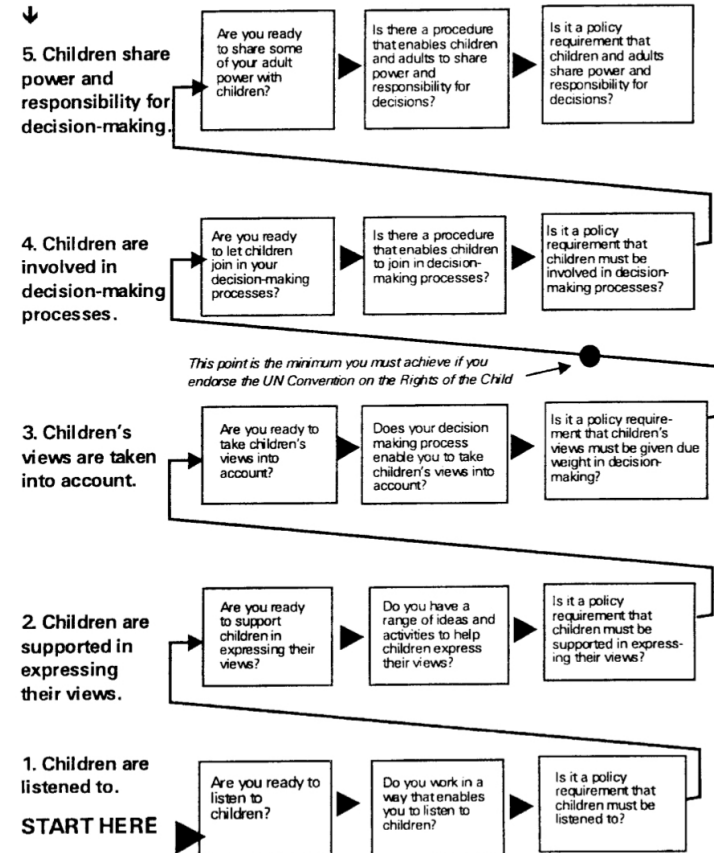 5. Children share
power and
responsibility for
decision-making.
Are you ready
to share some
of your adult
power with
children?
Is there a procedure
that enables children
and adults to share
power and
responsibility for
decisions?
Is it a policy
requirement that
children and adults
share power and
responsibility for
decisions?
4. Children are
involved in
decision-making
processes.
Are you ready
to let children
join in your
decision-making
processes?
Is there a procedure
that enables children
to join in decision-
making processes?
Is it a policy
requirement that
children must be
involved in decision-
making processes?
This point is the minimum you must achieve if you
endorse the UN Convention on the Rights of the Child
3. Children's
views are taken
into account.
Are you ready to
take children's
views into
account?
Does your decision
making process
enable you to take
children's views into
account?
Is it a policy require-
ment that children's
views must be given due
weight in decision-
making?
2. Children are
supported in
expressing
their views.
Are you ready
to support
children in
expressing their
views?
Do you have a
range of ideas and
activities to help
children express
their views?
Is it a policy
requirement that
children must be
supported in express-
ing their views?
1. Children are
listened to.
START HERE
Are you ready to
listen to
children?
Do you work in a
way that enables
you to listen to
children?
Is it a policy
requirement that
children must be
listened to?